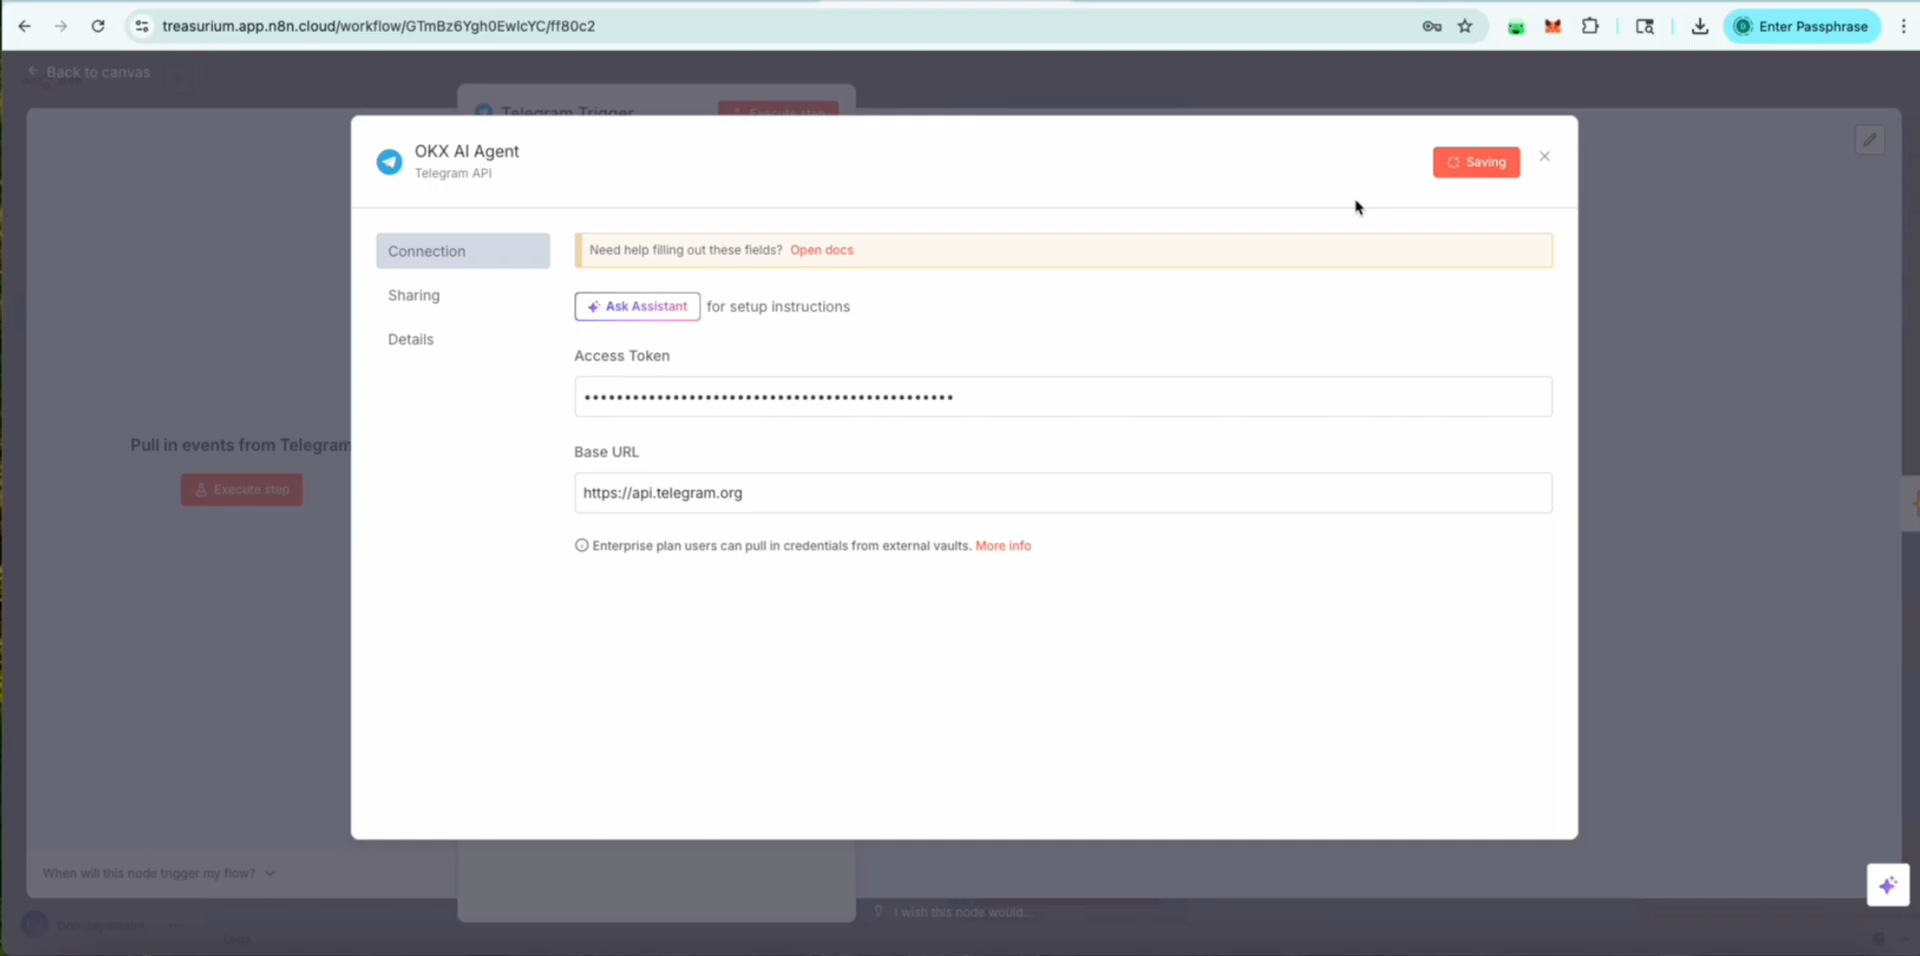 treasurium.app.n8n.cloud/workflow/GTmBz6Ygh0EwlcYC/ff80c2
Enter Passphrase
Back to canvas
Telegram Trigger
Execute step
OKX AI Agent
Telegram API
Saving
Connection
Sharing
Details
Need help filling out these fields? Open docs
Ask Assistant for setup instructions
Access Token
••••••••••••••••••••••••••••••••••••••••••••••
Base URL
https://api.telegram.org
Enterprise plan users can pull in credentials from external vaults. More info
Pull in events from Telegram
Execute step
When will this node trigger my flow?
I wish this node would...
Logs